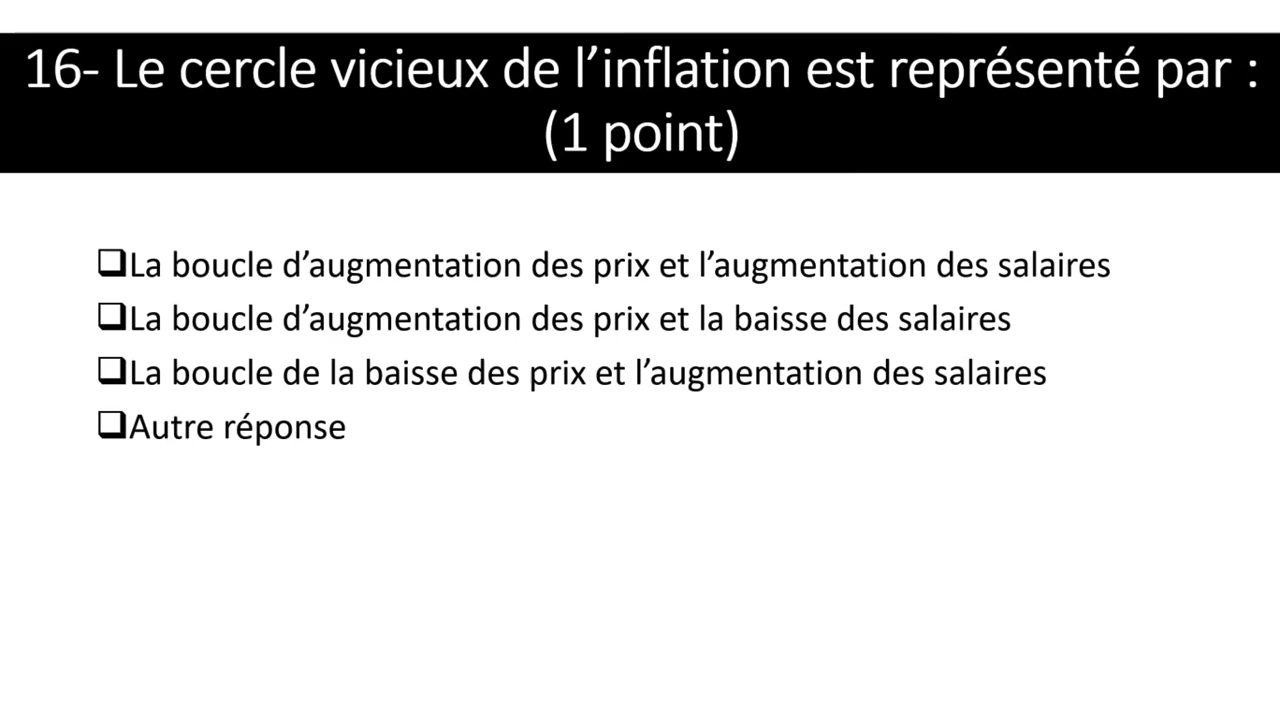 16- Le cercle vicieux de l’inflation est représenté par :
(1 point)
❑La boucle d’augmentation des prix et l’augmentation des salaires
❑La boucle d’augmentation des prix et la baisse des salaires
❑La boucle de la baisse des prix et l’augmentation des salaires
❑Autre réponse